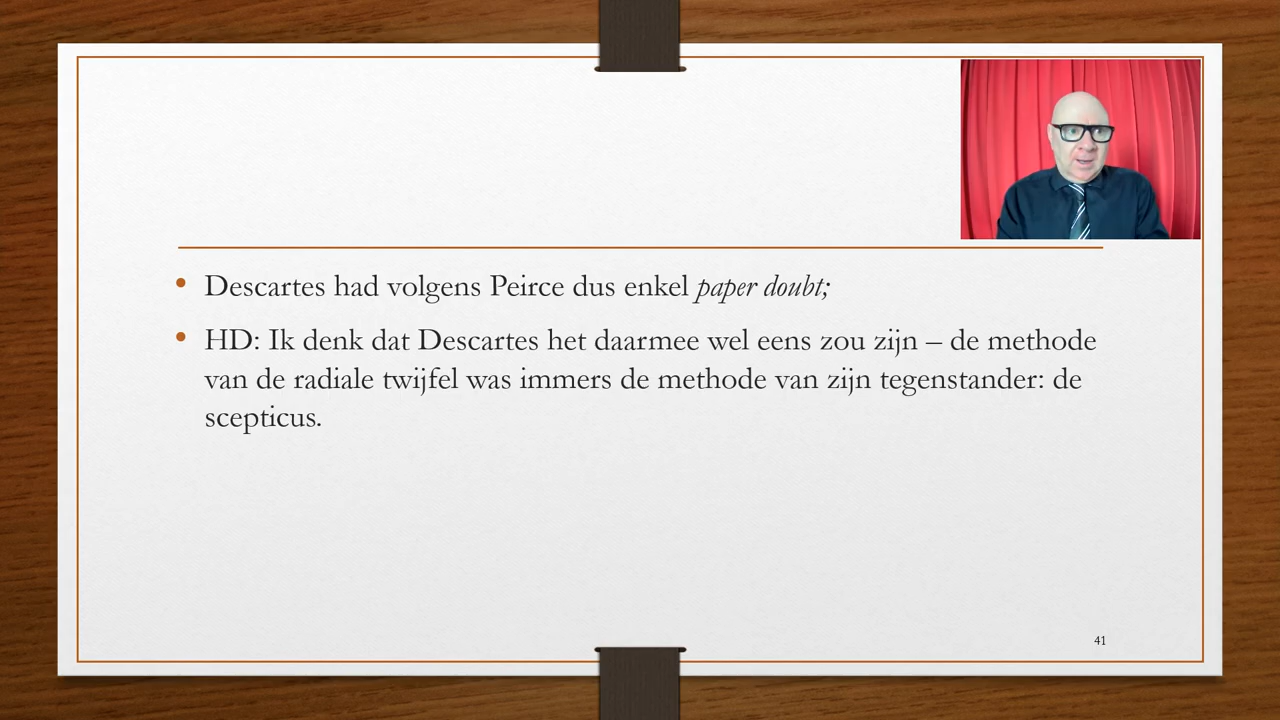 Descartes had volgens Peirce dus enkel paper doubt;
HD: Ik denk dat Descartes het daarmee wel eens zou zijn – de methode
van de radiale twijfel was immers de methode van zijn tegenstander: de
scepticus.
41